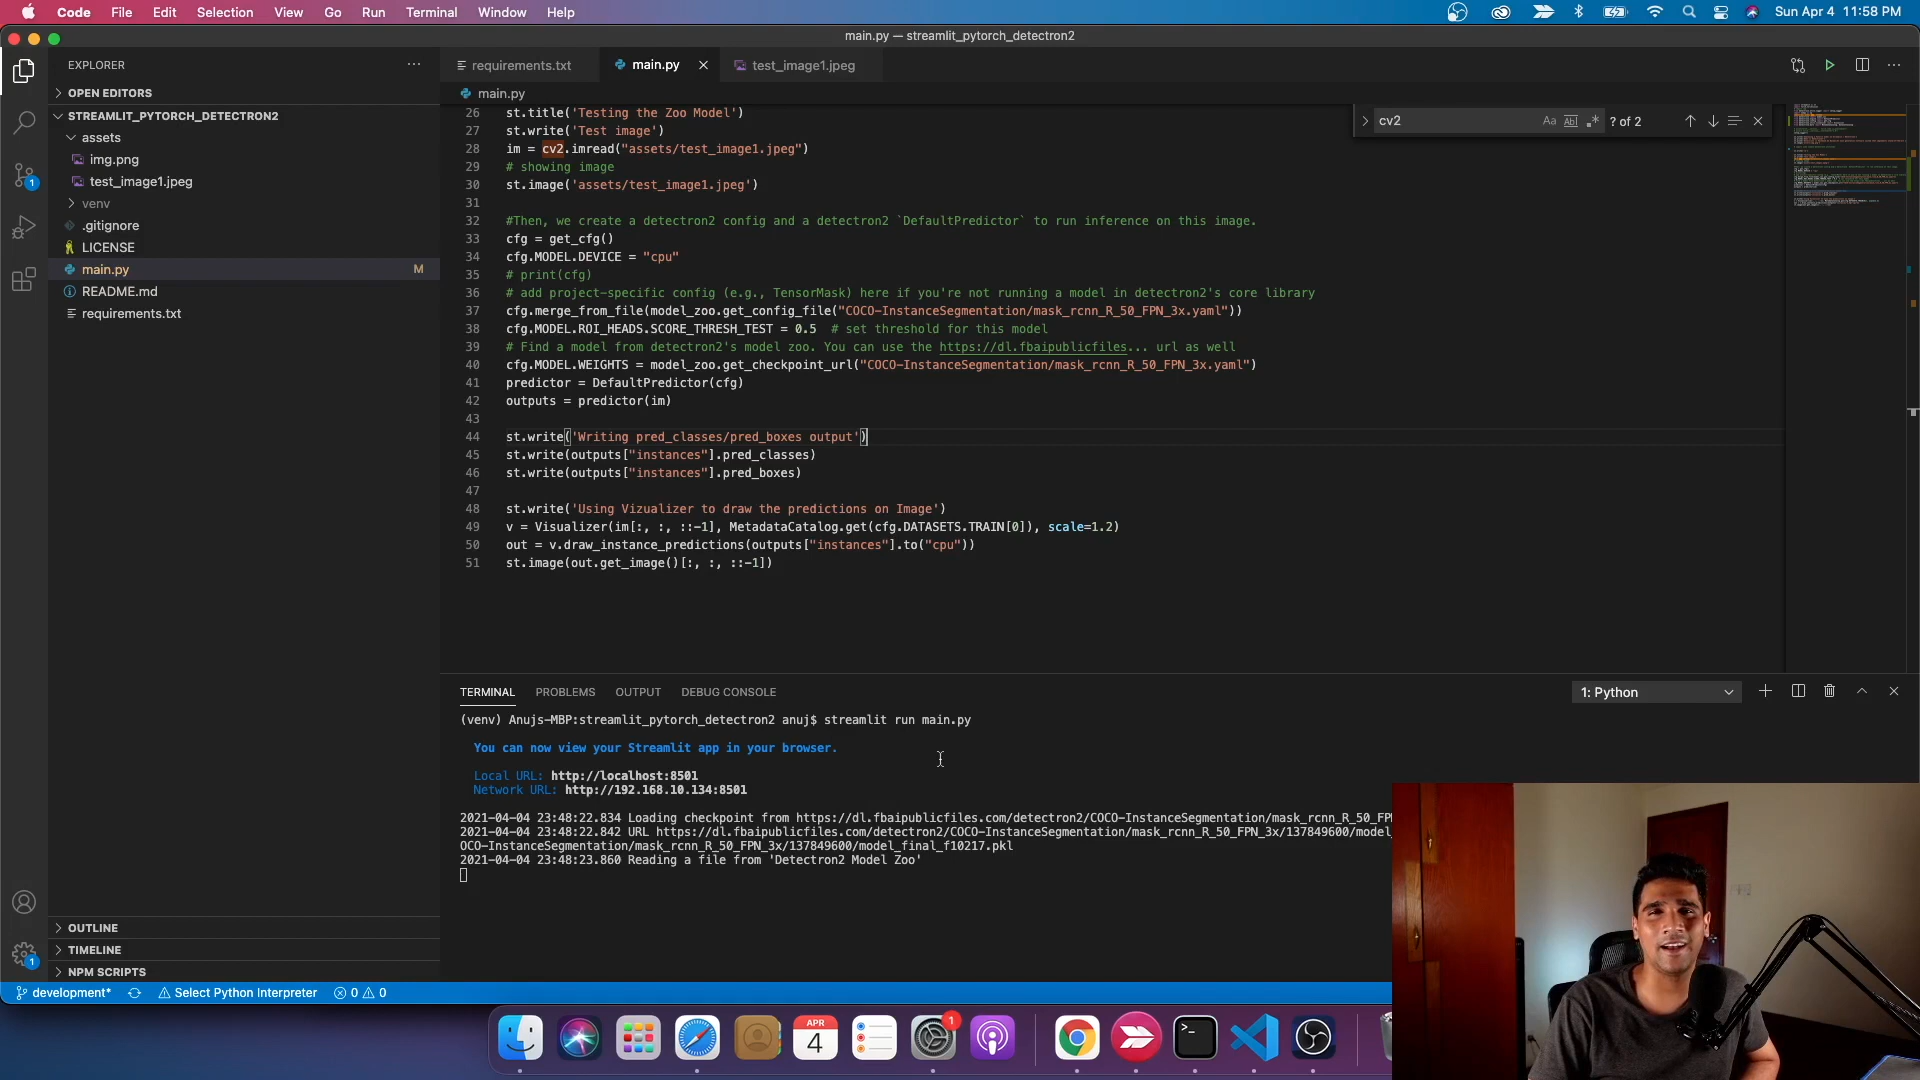 Code File Edit Selection View Go Run Terminal Window Help
Sun Apr 4 11:58 PM
main.py — streamlit_pytorch_detectron2
EXPLORER
OPEN EDITORS
STREAMLIT_PYTORCH_DETECTRON2
assets
img.png
test_image1.jpeg
venv
.gitignore
LICENSE
main.py M
README.md
requirements.txt
OUTLINE
TIMELINE
NPM SCRIPTS
1
1
requirements.txt main.py test_image1.jpeg
main.py
cv2 Aa Abl .* ? of 2
26 st.title('Testing the Zoo Model')
27 st.write('Test image')
28 im = cv2.imread("assets/test_image1.jpeg")
29 # showing image
30 st.image('assets/test_image1.jpeg')
31
32 #Then, we create a detectron2 config and a detectron2 `DefaultPredictor` to run inference on this image.
33 cfg = get_cfg()
34 cfg.MODEL.DEVICE = "cpu"
35 # print(cfg)
36 # add project-specific config (e.g., TensorMask) here if you're not running a model in detectron2's core library
37 cfg.merge_from_file(model_zoo.get_config_file("COCO-InstanceSegmentation/mask_rcnn_R_50_FPN_3x.yaml"))
38 cfg.MODEL.ROI_HEADS.SCORE_THRESH_TEST = 0.5  # set threshold for this model
39 # Find a model from detectron2's model zoo. You can use the https://dl.fbaipublicfiles... url as well
40 cfg.MODEL.WEIGHTS = model_zoo.get_checkpoint_url("COCO-InstanceSegmentation/mask_rcnn_R_50_FPN_3x.yaml")
41 predictor = DefaultPredictor(cfg)
42 outputs = predictor(im)
43
44 st.write('Writing pred_classes/pred_boxes output')
45 st.write(outputs["instances"].pred_classes)
46 st.write(outputs["instances"].pred_boxes)
47
48 st.write('Using Vizualizer to draw the predictions on Image')
49 v = Visualizer(im[:, :, ::-1], MetadataCatalog.get(cfg.DATASETS.TRAIN[0]), scale=1.2)
50 out = v.draw_instance_predictions(outputs["instances"].to("cpu"))
51 st.image(out.get_image()[:, :, ::-1])
TERMINAL PROBLEMS OUTPUT DEBUG CONSOLE
1: Python
(venv) Anujs-MBP:streamlit_pytorch_detectron2 anuj$ streamlit run main.py
You can now view your Streamlit app in your browser.
Local URL: http://localhost:8501
Network URL: http://192.168.10.134:8501
2021-04-04 23:48:22.834 Loading checkpoint from https://dl.fbaipublicfiles.com/detectron2/COCO-InstanceSegmentation/mask_rcnn_R_50_FPN
2021-04-04 23:48:22.842 URL https://dl.fbaipublicfiles.com/detectron2/COCO-InstanceSegmentation/mask_rcnn_R_50_FPN_3x/137849600/model_
OCO-InstanceSegmentation/mask_rcnn_R_50_FPN_3x/137849600/model_final_f10217.pkl
2021-04-04 23:48:23.860 Reading a file from 'Detectron2 Model Zoo'
development* Select Python Interpreter 0 0
APR
4
1